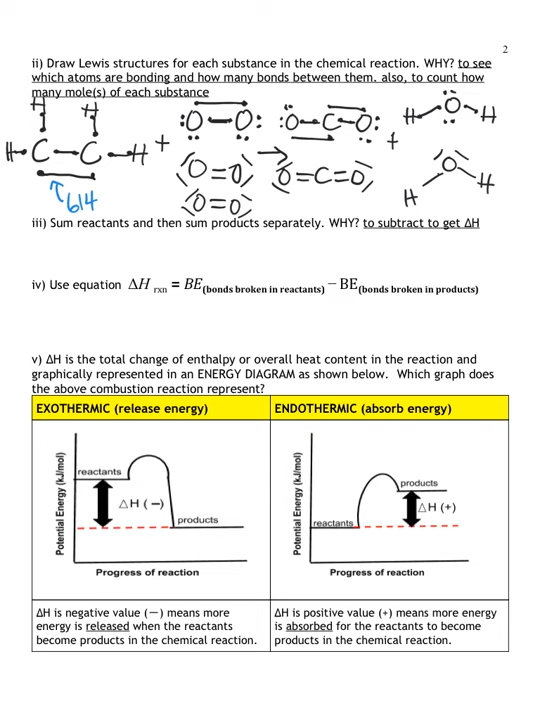 2
ii) Draw Lewis structures for each substance in the chemical reaction. WHY? to see
which atoms are bonding and how many bonds between them. also, to count how
many mole(s) of each substance
H H :O—O: :O—C—O: H—O—H
H—C—C—H + +
O=O → O=C=O O
614 O=O H H
iii) Sum reactants and then sum products separately. WHY? to subtract to get ΔH
iv) Use equation ΔH rxn = BE(bonds broken in reactants) − BE(bonds broken in products)
v) ΔH is the total change of enthalpy or overall heat content in the reaction and
graphically represented in an ENERGY DIAGRAM as shown below. Which graph does
the above combustion reaction represent?
EXOTHERMIC (release energy)
Potential Energy (kJ/mol)
reactants
ΔH (−)
products
Progress of reaction
ΔH is negative value (−) means more
energy is released when the reactants
become products in the chemical reaction.
ENDOTHERMIC (absorb energy)
Potential Energy (kJ/mol)
products
ΔH (+)
reactants
Progress of reaction
ΔH is positive value (+) means more energy
is absorbed for the reactants to become
products in the chemical reaction.